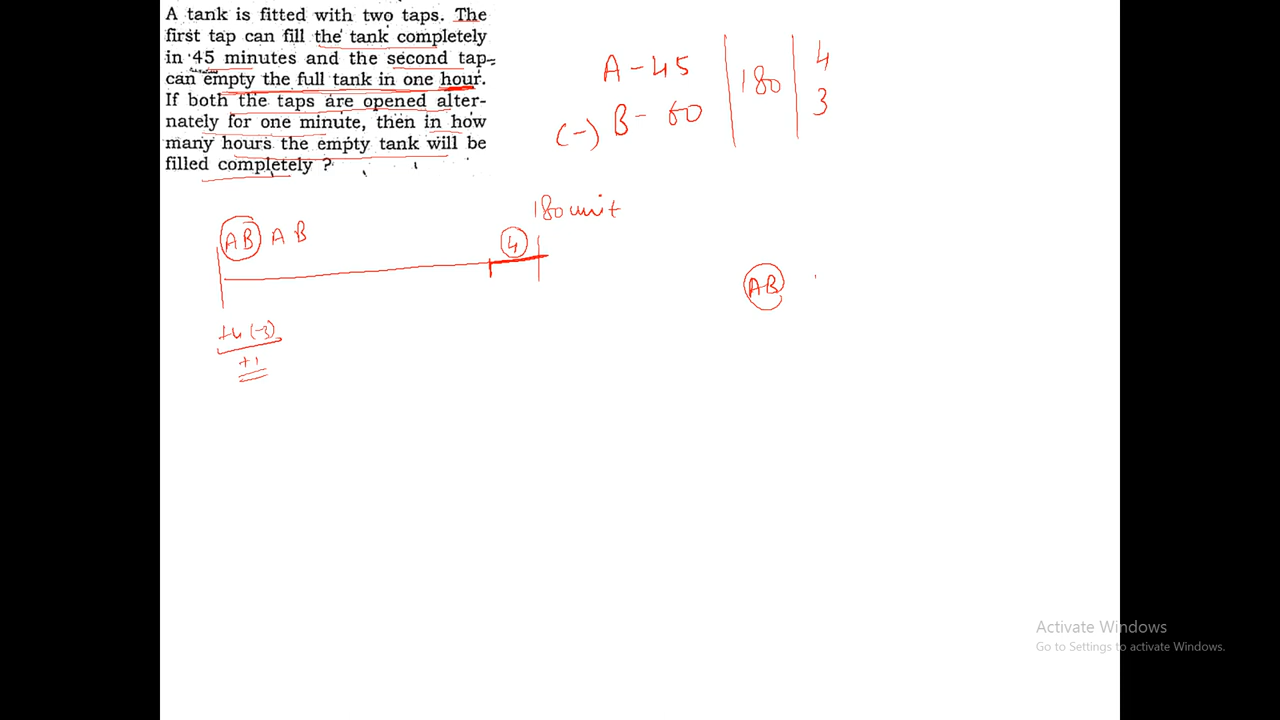 A tank is fitted with two taps. The
first tap can fill the tank completely
in 45 minutes and the second tap
can empty the full tank in one hour.
If both the taps are opened alter-
nately for one minute, then in how
many hours the empty tank will be
filled completely ?
A - 45
180
4
(-) B - 60
3
180 unit
AB A B
4
AB
+4 (-3)
+1
Activate Windows
Go to Settings to activate Windows.